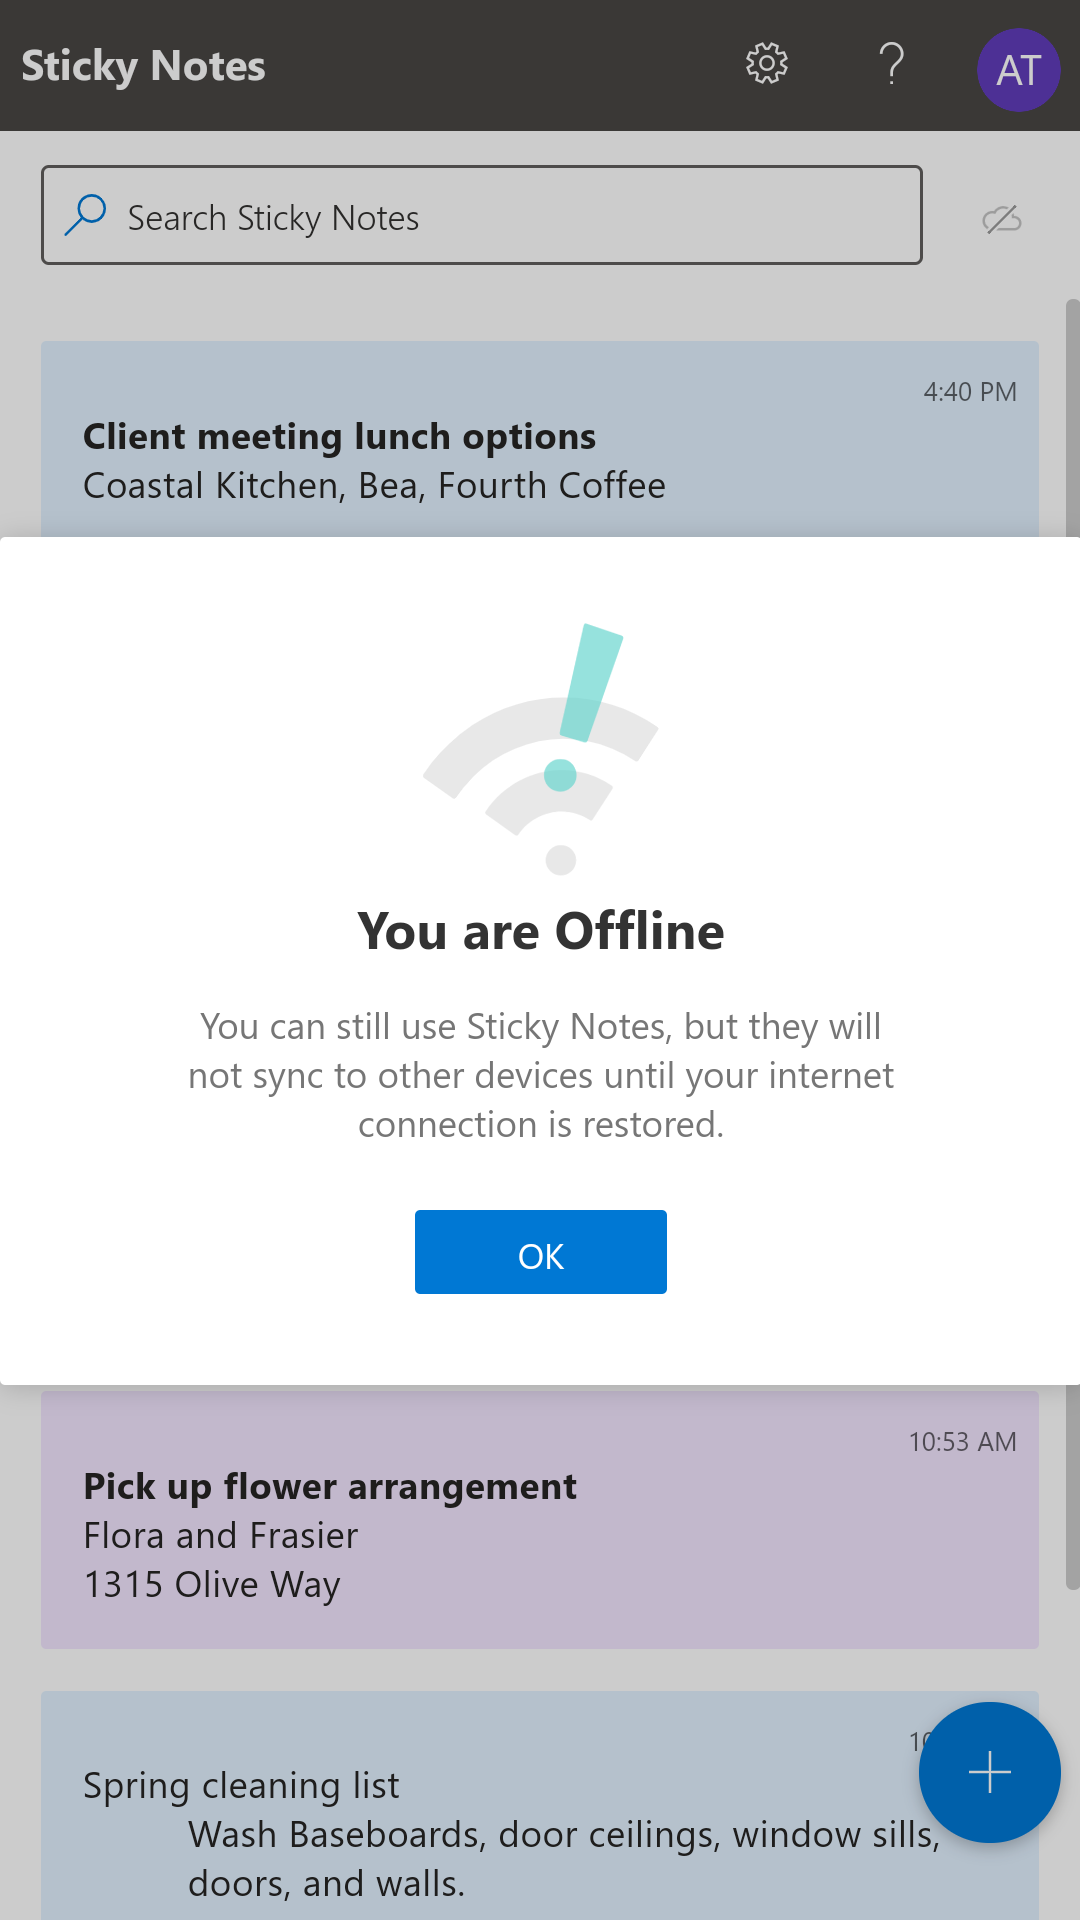 Sticky Notes
AT
Search Sticky Notes
4:40 PM
Client meeting lunch options
Coastal Kitchen, Bea, Fourth Coffee
You are Offline
You can still use Sticky Notes, but they will
not sync to other devices until your internet
connection is restored.
OK
10:53 AM
Pick up flower arrangement
Flora and Frasier
1315 Olive Way
Spring cleaning list
Wash Baseboards, door ceilings, window sills,
doors, and walls.